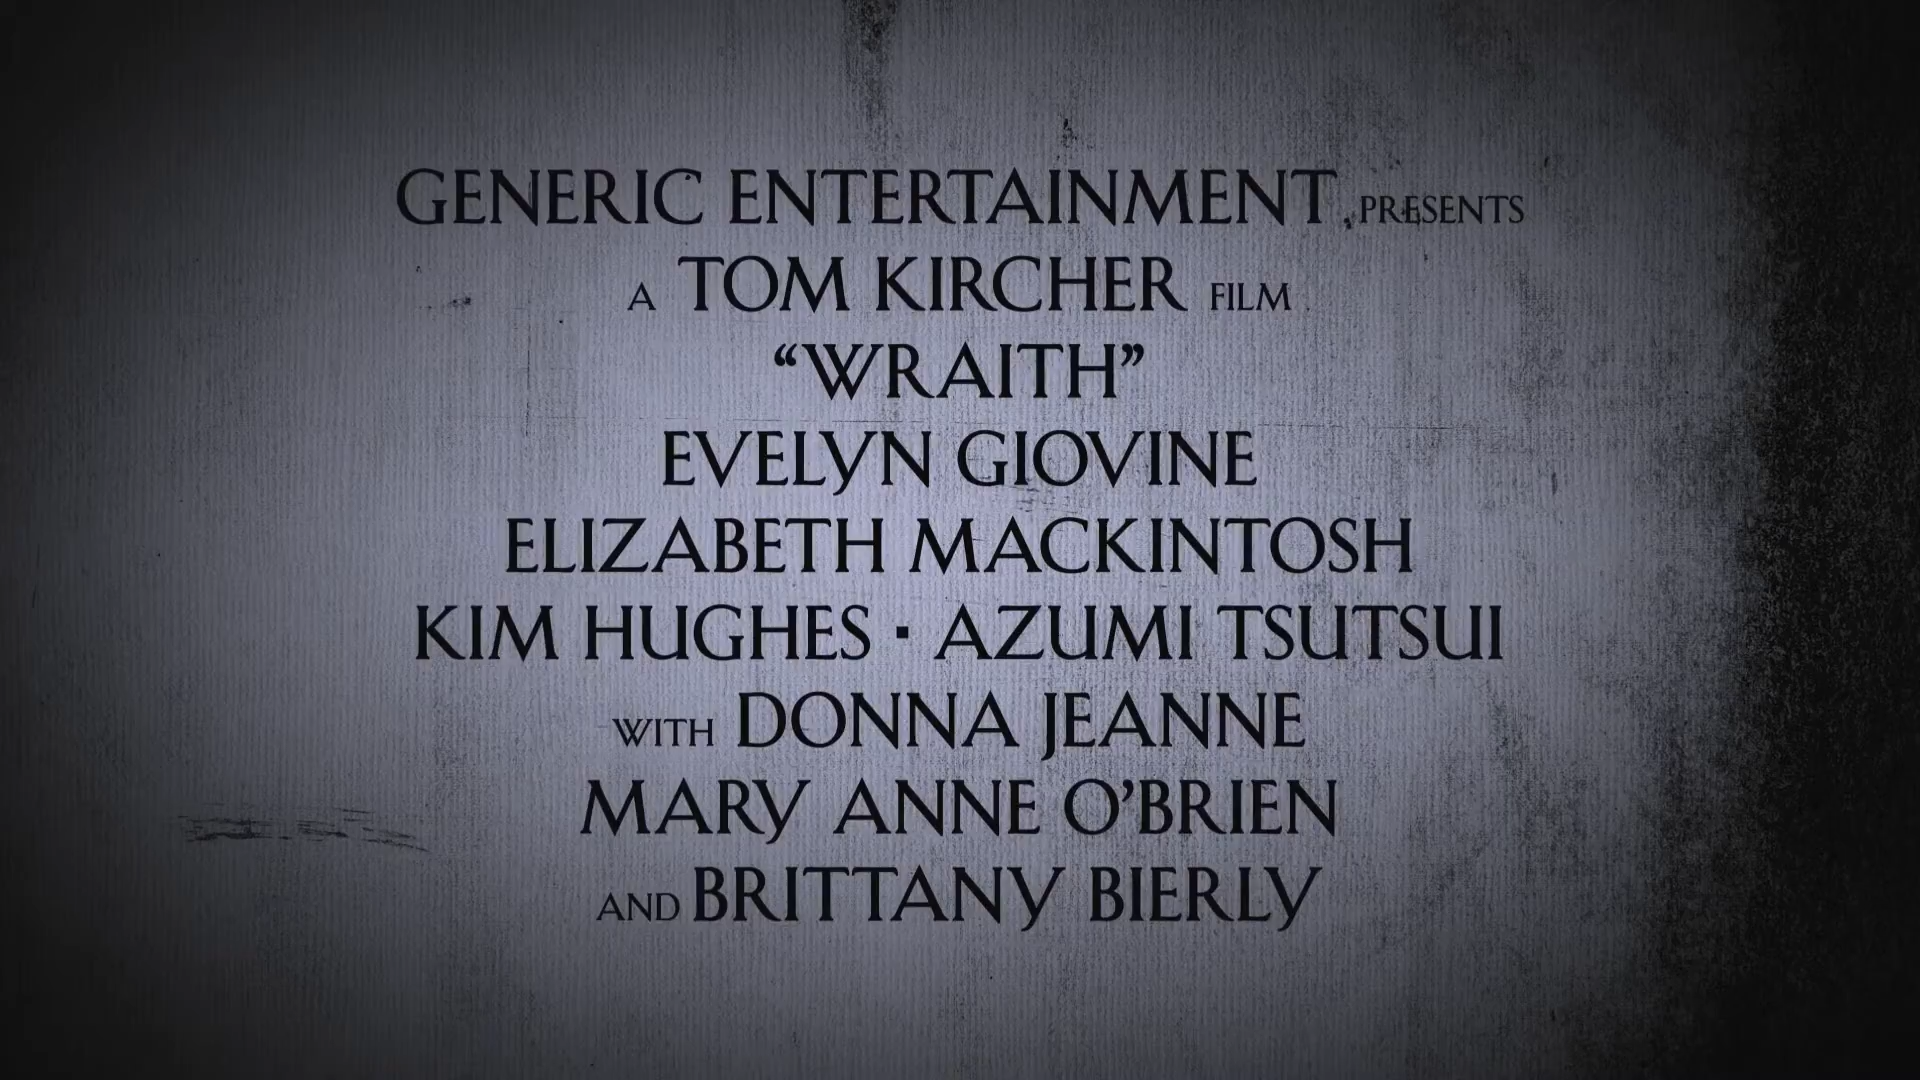 GENERIC ENTERTAINMENT PRESENTS
A TOM KIRCHER FILM
“WRAITH”
EVELYN GIOVINE
ELIZABETH MACKINTOSH
KIM HUGHES ▪ AZUMI TSUTSUI
WITH DONNA JEANNE
MARY ANNE O’BRIEN
AND BRITTANY BIERLY